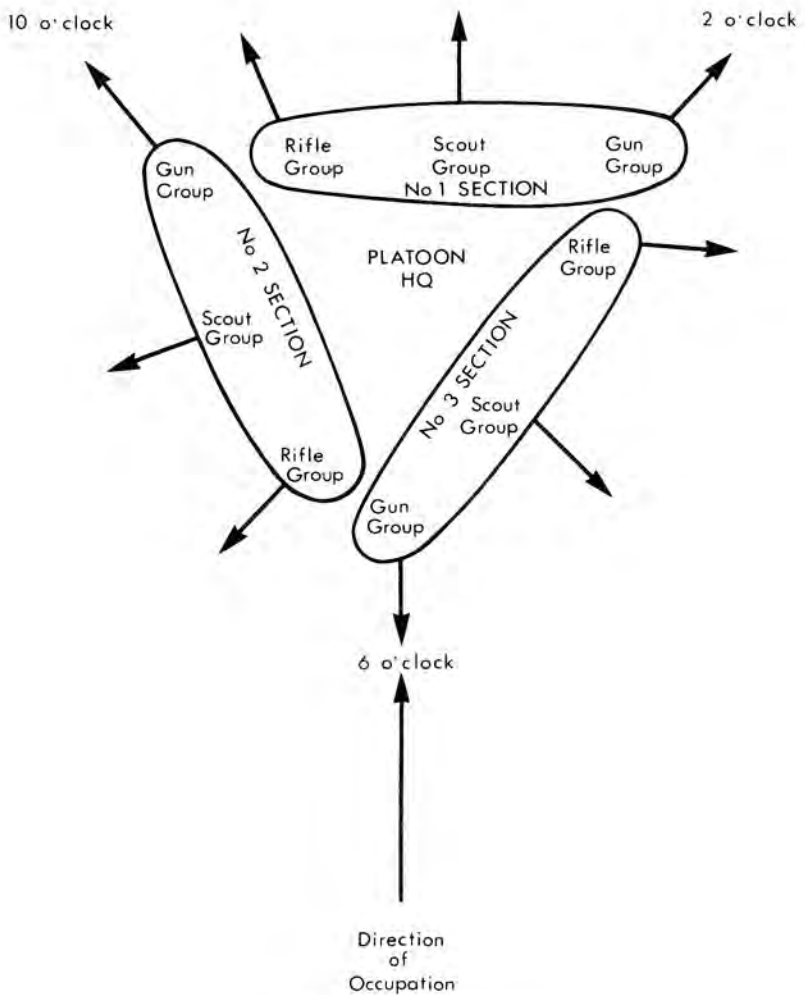 10 o'clock
2 o'clock
Rifle
Group
Scout
Group
Gun
Group
No 1 SECTION
Gun
Group
No 2 SECTION
Scout
Group
Rifle
Group
PLATOON
HQ
Rifle
Group
No 3 SECTION
Scout
Group
Gun
Group
6 o'clock
Direction
of
Occupation